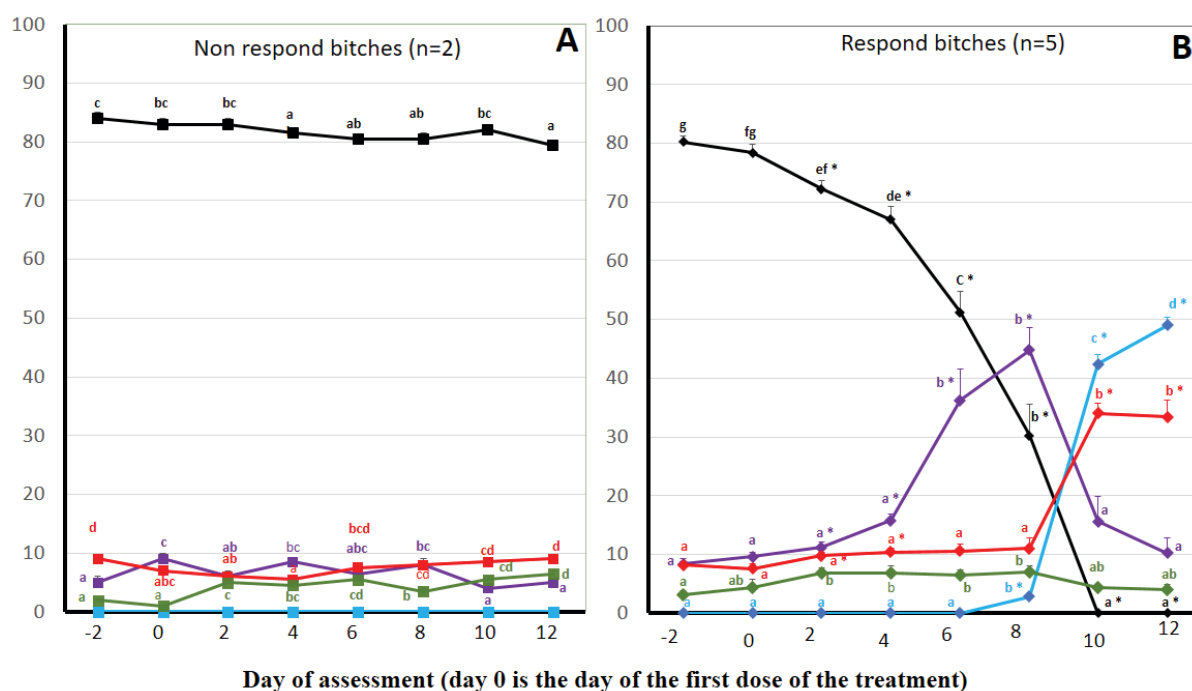 100
Non respond bitches (n=2) A
90
c bc bc a ab ab bc a
80
70
60
50
40
30
20
d bcd
c ab bc abc bc cd d
10
ab a cd cd d
a abc a
a a c bc cd b a
0
-2 0 2 4 6 8 10 12
100
Respond bitches (n=5) B
90
g fg
80
ef *
70
de *
60
C *
50
b * d *
c *
40
b * b * b *
30
b *
20
a * a
10
a a a * a * a a a
a a a *
a ab b b b b ab ab
a a a a a b *
0 a * a *
-2 0 2 4 6 8 10 12
Day of assessment (day 0 is the day of the first dose of the treatment)